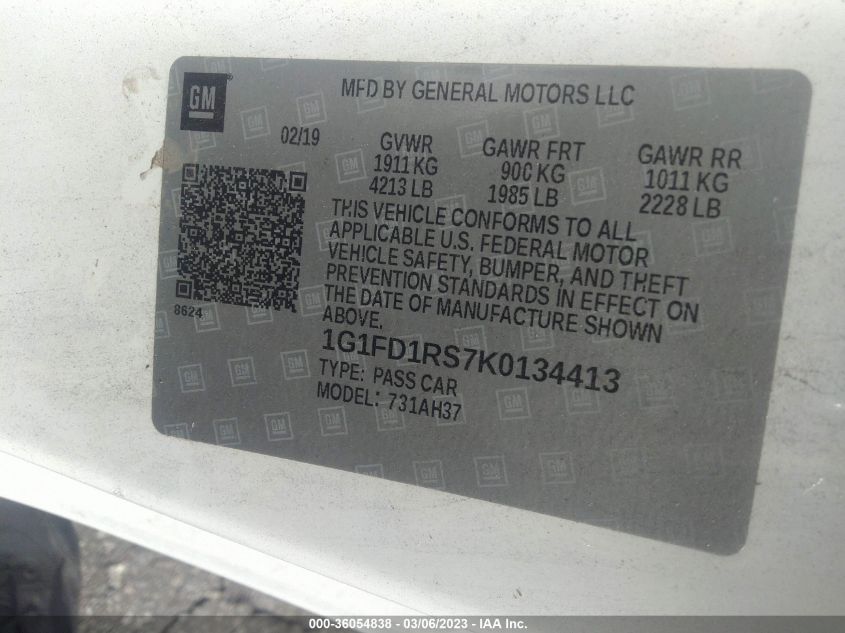 GM
MFD BY GENERAL MOTORS LLC
02/19
GVWR
1911 KG
4213 LB
GAWR FRT
900 KG
1985 LB
GAWR RR
1011 KG
2228 LB
THIS VEHICLE CONFORMS TO ALL
APPLICABLE U.S. FEDERAL MOTOR
VEHICLE SAFETY, BUMPER, AND THEFT
PREVENTION STANDARDS IN EFFECT ON
THE DATE OF MANUFACTURE SHOWN
ABOVE.
8624
1G1FD1RS7K0134413
TYPE: PASS CAR
MODEL: 731AH37
100 -36054838 - 03/06/2023 - IAA Inc.